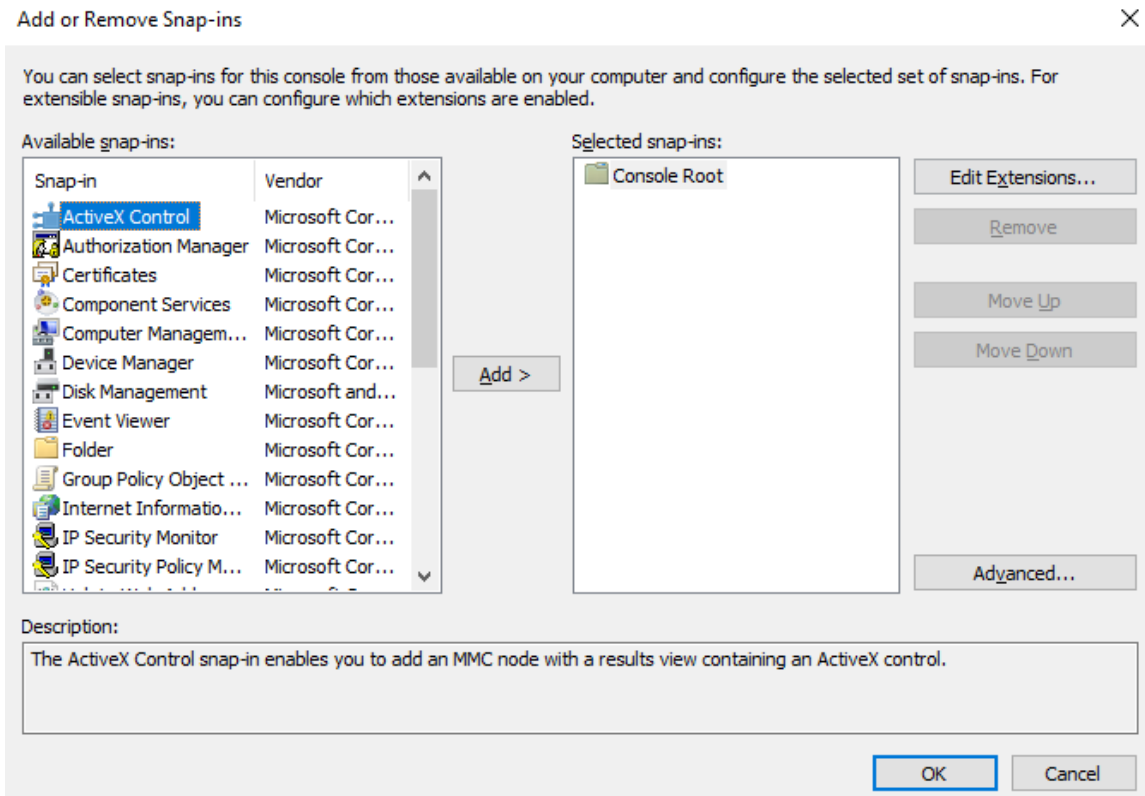 Add or Remove Snap-ins
You can select snap-ins for this console from those available on your computer and configure the selected set of snap-ins. For
extensible snap-ins, you can configure which extensions are enabled.
Available snap-ins:
Snap-in Vendor
ActiveX Control Microsoft Cor...
Authorization Manager Microsoft Cor...
Certificates Microsoft Cor...
Component Services Microsoft Cor...
Computer Managem... Microsoft Cor...
Device Manager Microsoft Cor...
Disk Management Microsoft and...
Event Viewer Microsoft Cor...
Folder Microsoft Cor...
Group Policy Object ... Microsoft Cor...
Internet Informatio... Microsoft Cor...
IP Security Monitor Microsoft Cor...
IP Security Policy M... Microsoft Cor...
Add >
Selected snap-ins:
Console Root
Edit Extensions...
Remove
Move Up
Move Down
Advanced...
Description:
The ActiveX Control snap-in enables you to add an MMC node with a results view containing an ActiveX control.
OK
Cancel